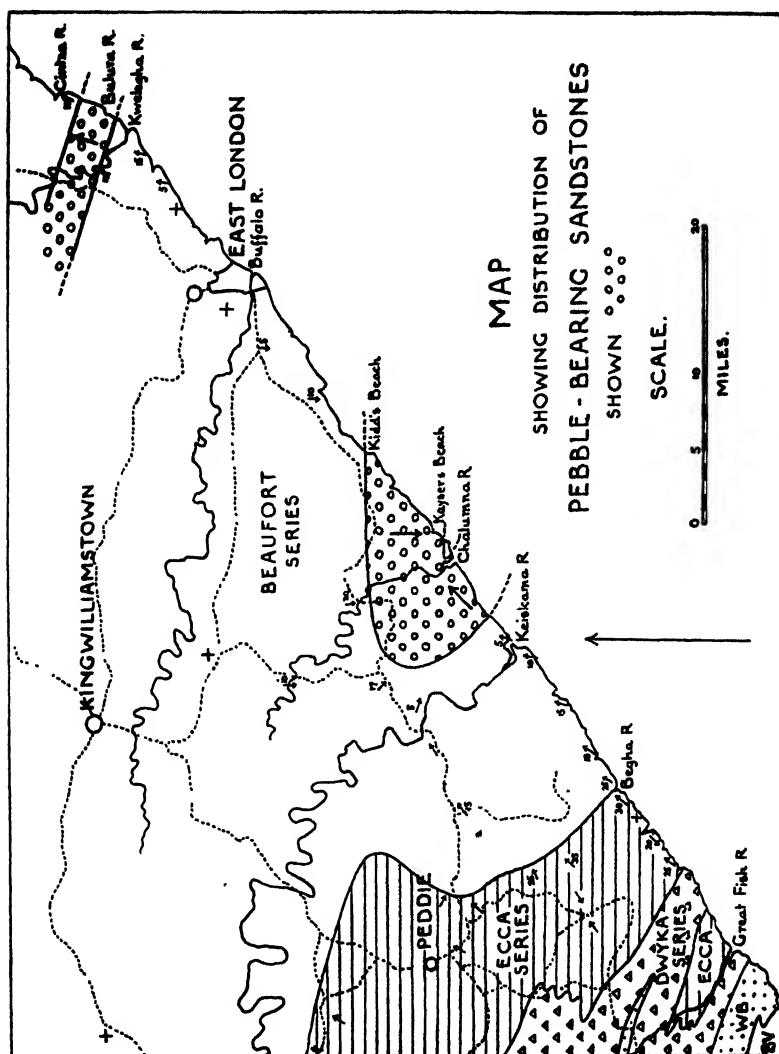 Cintsa R
Bulura R.
Kwelegha R.
EAST LONDON
Buffalo R.
KINGWILLIAMSTOWN
BEAUFORT
SERIES
Kidd's Beach
Kaysers Beach
Chalumna R
Keiskama R
Begha R
PEDDIE
ECCA
SERIES
DWYKA
SERIES
ECCA
Great Fish R
WB
BV
MAP
SHOWING DISTRIBUTION OF
PEBBLE-BEARING SANDSTONES
SHOWN
SCALE.
0 5 10 20
MILES.